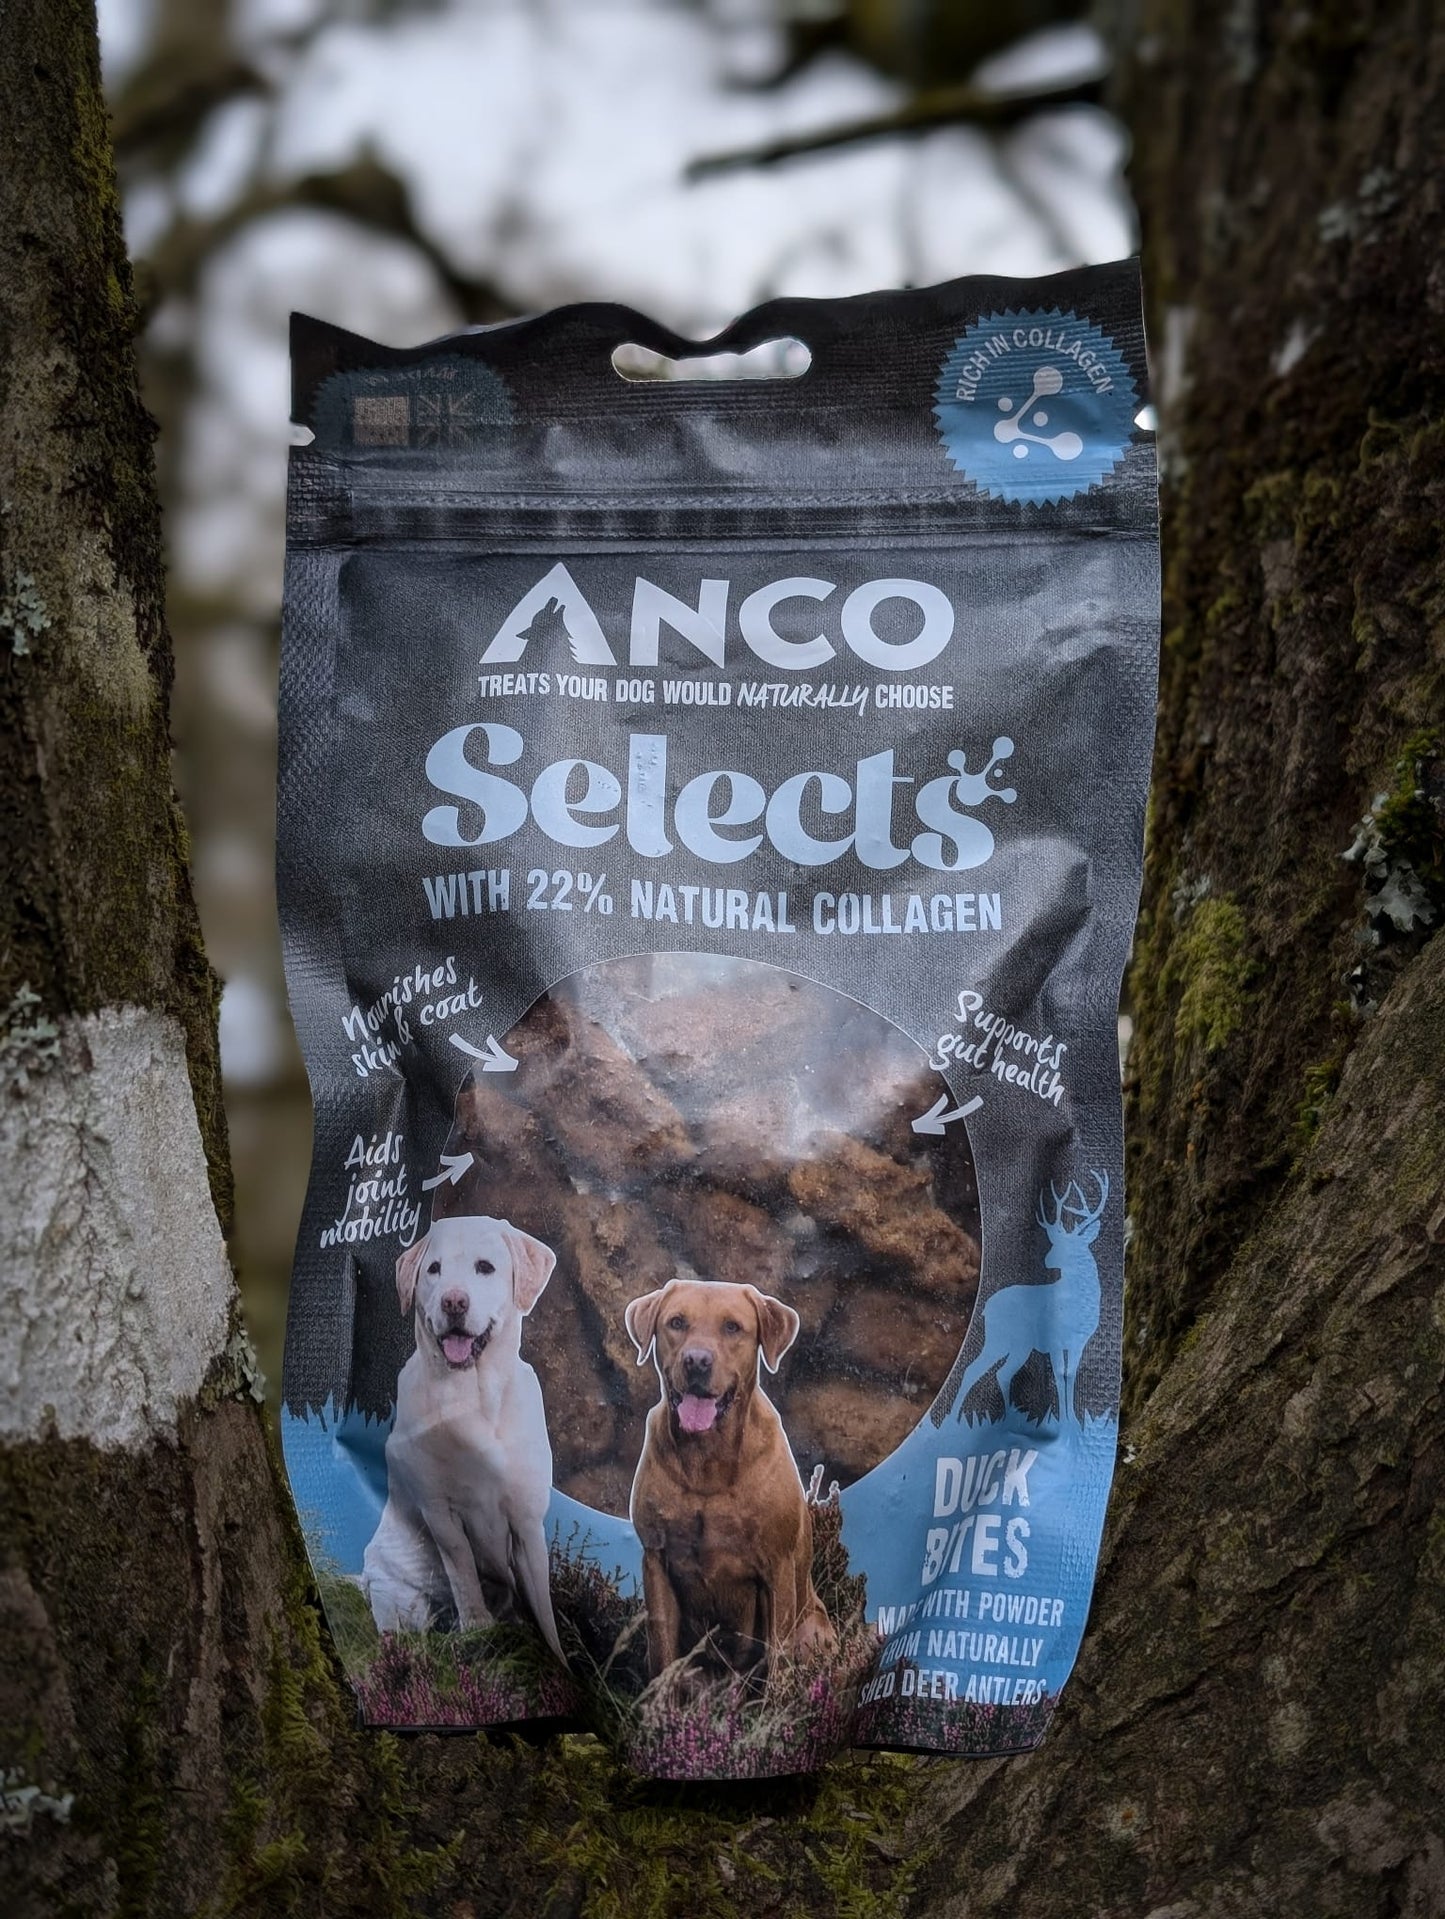 RICH IN COLLAGEN
ANCO
TREATS YOUR DOG WOULD NATURALLY CHOOSE
Selects
WITH 22% NATURAL COLLAGEN
Nourishes
skin & coat
Supports
gut health
Aids
joint
mobility
DUCK
BITES
MADE WITH POWDER
FROM NATURALLY
SHED DEER ANTLERS